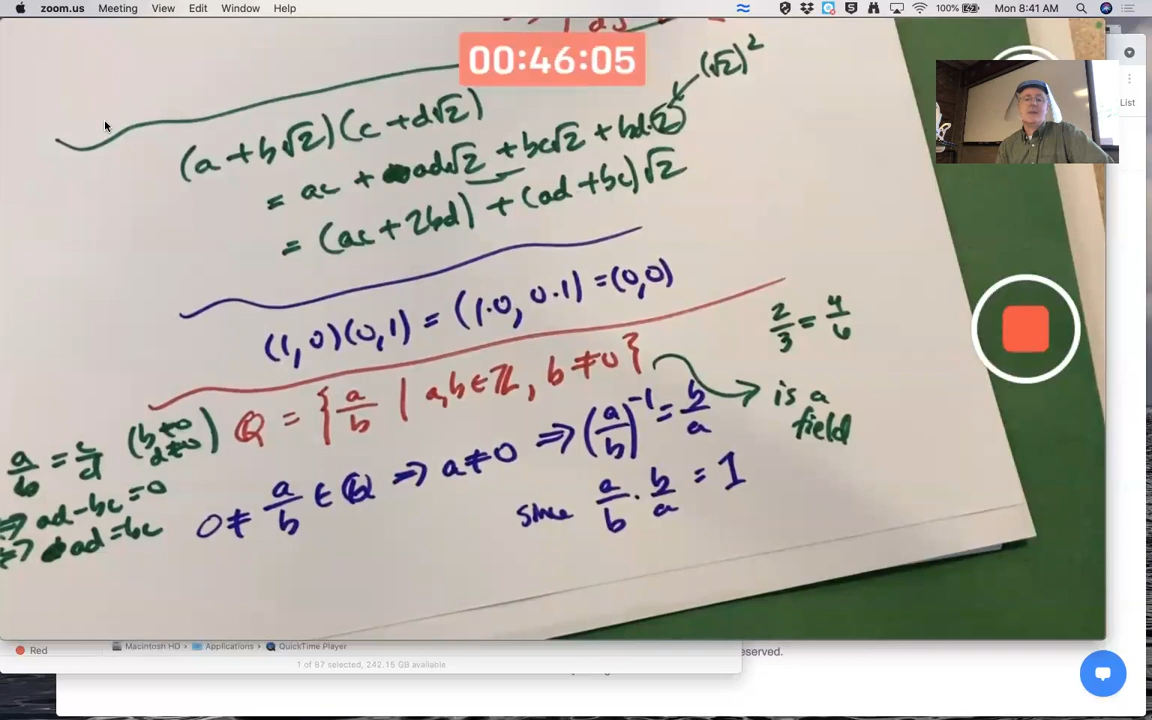 zoom.us Meeting View Edit Window Help 100% Mon 8:41 AM
00:46:05
(√2)²
(a+b√2)(c+d√2)
= ac + ad√2 + bc√2 + bd·2
= (ac+2bd) + (ad+bc)√2
(1,0)(0,1) = (1·0, 0·1) = (0,0)
2/3 = 4/6
ℚ = { a/b | a,b∈ℤ, b≠0 }
is a
field
a/b = c/d (b≠0
d≠0)
⇒ ad-bc=0
⇔ ad=bc
0≠ a/b ∈ ℚ ⇒ a≠0 ⇒ (a/b)⁻¹ = b/a
since a/b · b/a = 1
List
Red
Macintosh HD › Applications › QuickTime Player
1 of 87 selected, 242.15 GB available
eserved.